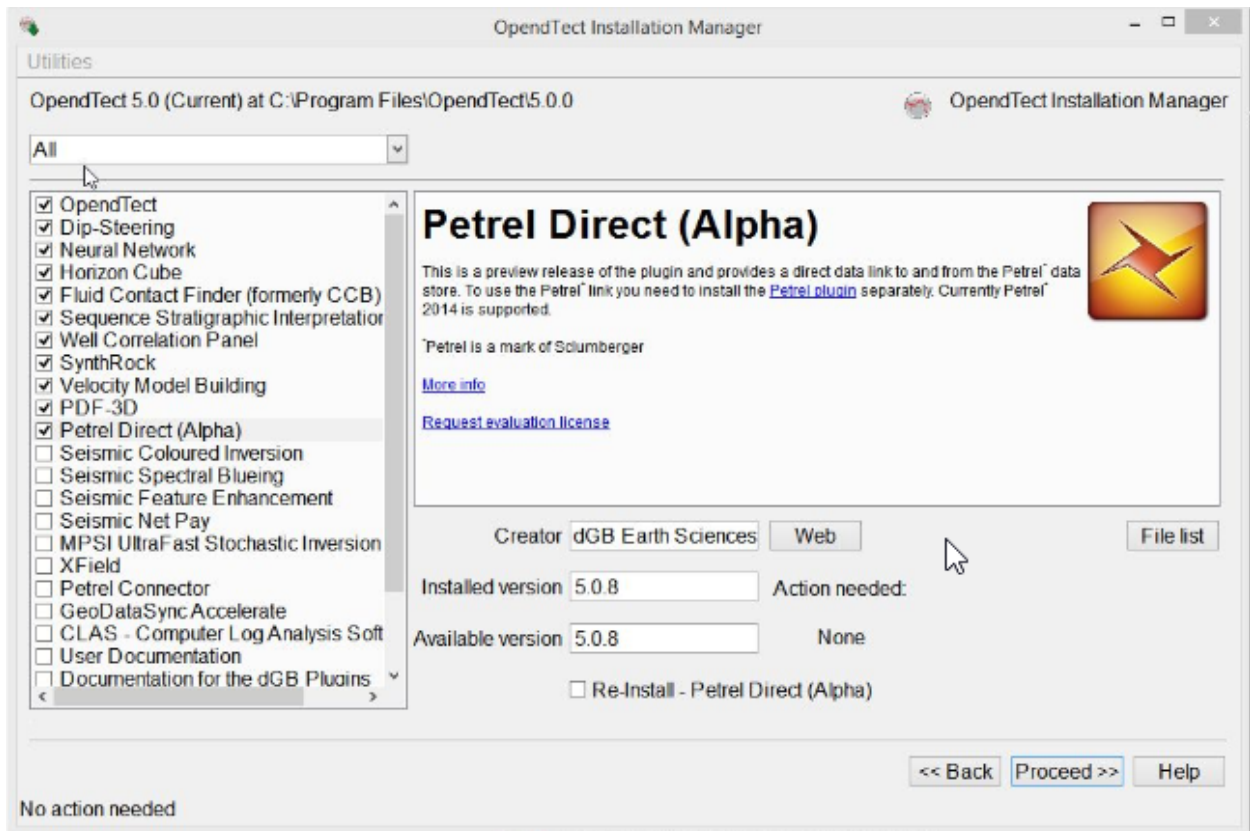 OpendTect Installation Manager
Utilities
OpendTect 5.0 (Current) at C:\Program Files\OpendTect\5.0.0
OpendTect Installation Manager
All
OpendTect
Dip-Steering
Neural Network
Horizon Cube
Fluid Contact Finder (formerly CCB)
Sequence Stratigraphic Interpretation
Well Correlation Panel
SynthRock
Velocity Model Building
PDF-3D
Petrel Direct (Alpha)
Seismic Coloured Inversion
Seismic Spectral Blueing
Seismic Feature Enhancement
Seismic Net Pay
MPSI UltraFast Stochastic Inversion
XField
Petrel Connector
GeoDataSync Accelerate
CLAS - Computer Log Analysis Soft
User Documentation
Documentation for the dGB Plugins
Petrel Direct (Alpha)
This is a preview release of the plugin and provides a direct data link to and from the Petrel* data
store. To use the Petrel* link you need to install the Petrel plugin separately. Currently Petrel*
2014 is supported.
*Petrel is a mark of Sclumberger
More info
Request evaluation license
Creator dGB Earth Sciences Web File list
Installed version 5.0.8 Action needed:
Available version 5.0.8 None
Re-Install - Petrel Direct (Alpha)
<< Back Proceed >> Help
No action needed